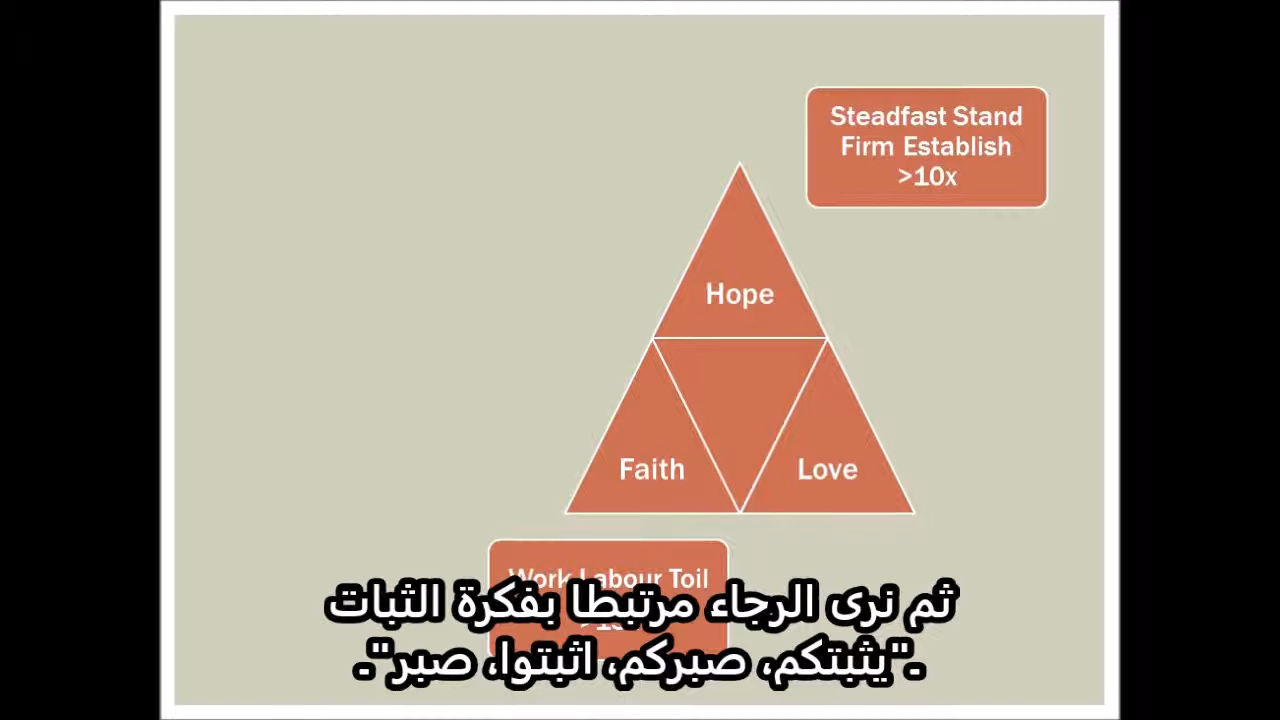 Steadfast Stand
Firm Establish
>10x
Hope
Faith
Love
Work Labour Toil
ثم نرى الرجاء مرتبطا بفكرة الثبات
"يثبتكم، صبركم، اثبتوا، صبر".